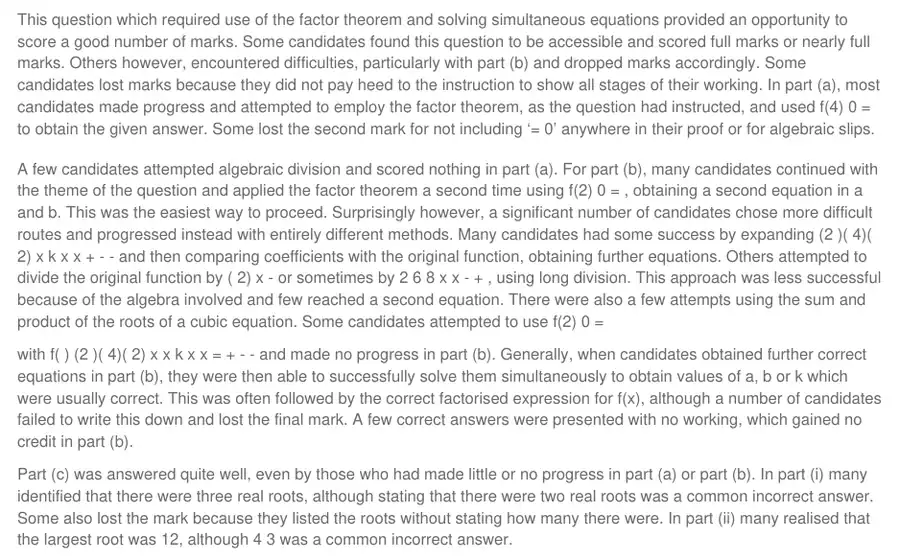 This question which required use of the factor theorem and solving simultaneous equations provided an opportunity to
score a good number of marks. Some candidates found this question to be accessible and scored full marks or nearly full
marks. Others however, encountered difficulties, particularly with part (b) and dropped marks accordingly. Some
candidates lost marks because they did not pay heed to the instruction to show all stages of their working. In part (a), most
candidates made progress and attempted to employ the factor theorem, as the question had instructed, and used f(4) 0 =
to obtain the given answer. Some lost the second mark for not including ‘= 0’ anywhere in their proof or for algebraic slips.
A few candidates attempted algebraic division and scored nothing in part (a). For part (b), many candidates continued with
the theme of the question and applied the factor theorem a second time using f(2) 0 = , obtaining a second equation in a
and b. This was the easiest way to proceed. Surprisingly however, a significant number of candidates chose more difficult
routes and progressed instead with entirely different methods. Many candidates had some success by expanding (2 )( 4)(
2) x k x x + - - and then comparing coefficients with the original function, obtaining further equations. Others attempted to
divide the original function by ( 2) x - or sometimes by 2 6 8 x x - + , using long division. This approach was less successful
because of the algebra involved and few reached a second equation. There were also a few attempts using the sum and
product of the roots of a cubic equation. Some candidates attempted to use f(2) 0 =
with f( ) (2 )( 4)( 2) x x k x x = + - - and made no progress in part (b). Generally, when candidates obtained further correct
equations in part (b), they were then able to successfully solve them simultaneously to obtain values of a, b or k which
were usually correct. This was often followed by the correct factorised expression for f(x), although a number of candidates
failed to write this down and lost the final mark. A few correct answers were presented with no working, which gained no
credit in part (b).
Part (c) was answered quite well, even by those who had made little or no progress in part (a) or part (b). In part (i) many
identified that there were three real roots, although stating that there were two real roots was a common incorrect answer.
Some also lost the mark because they listed the roots without stating how many there were. In part (ii) many realised that
the largest root was 12, although 4 3 was a common incorrect answer.